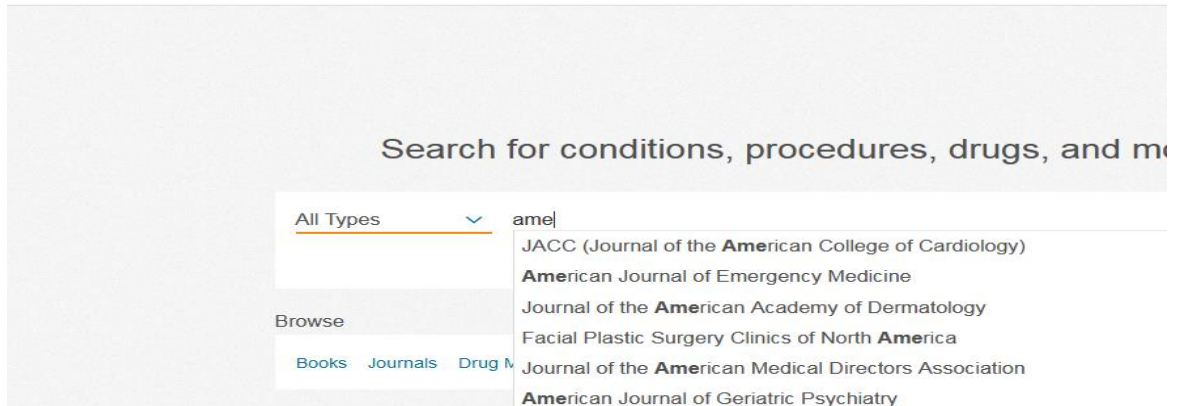 Search for conditions, procedures, drugs, and
All Types
ame
JACC (Journal of the American College of Cardiology)
American Journal of Emergency Medicine
Journal of the American Academy of Dermatology
Facial Plastic Surgery Clinics of North America
Journal of the American Medical Directors Association
American Journal of Geriatric Psychiatry
Browse
Books Journals Drug